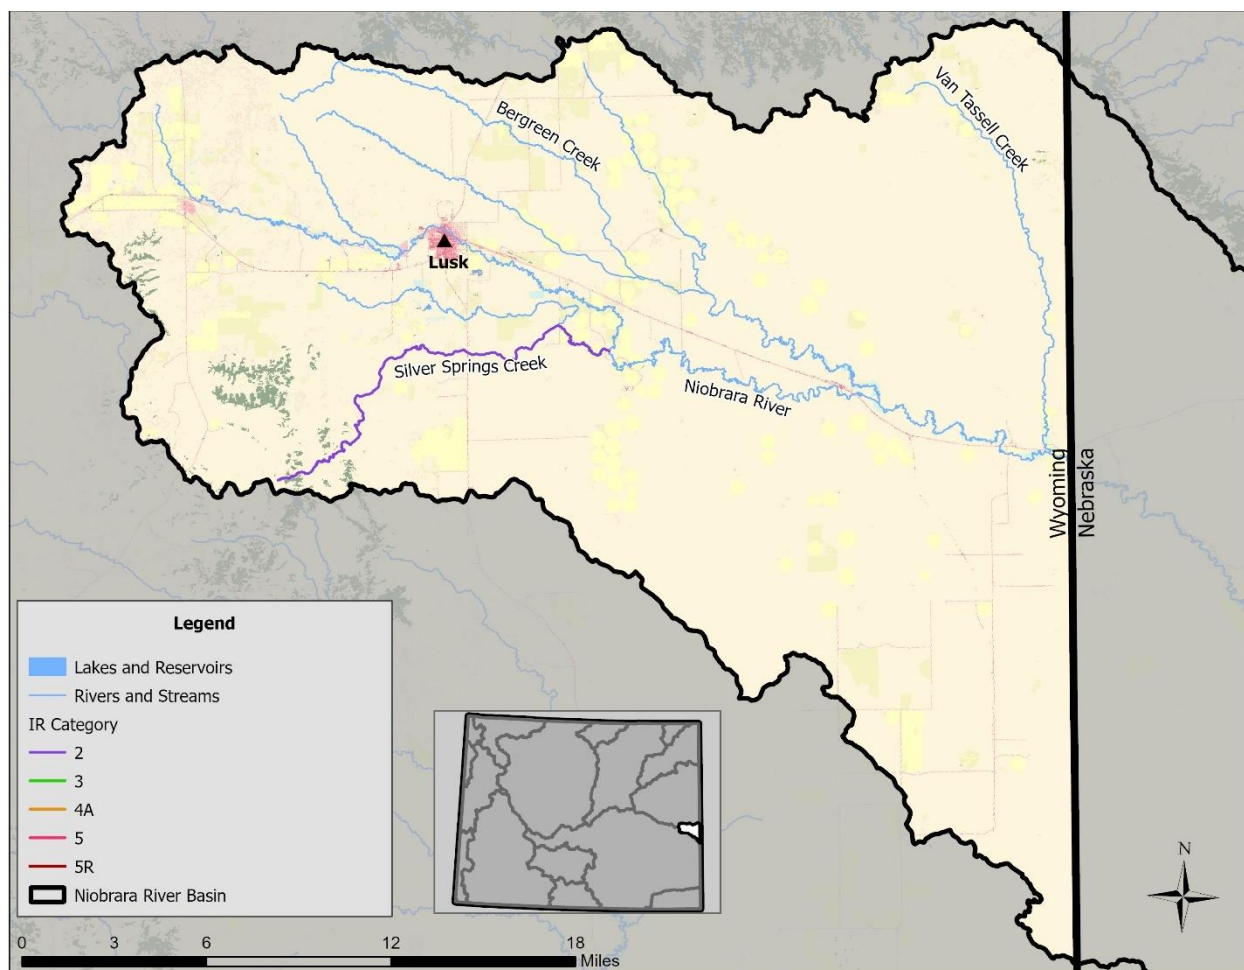 Van Tassell Creek
Bergreen Creek
Lusk
Silver Springs Creek
Niobrara River
Wyoming
Nebraska
Legend
Lakes and Reservoirs
Rivers and Streams
IR Category
2
3
4A
5
5R
Niobrara River Basin
N
0 3 6 12 18
Miles